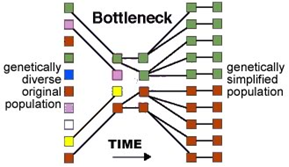 Bottleneck
genetically
diverse
original
population
genetically
simplified
population
TIME